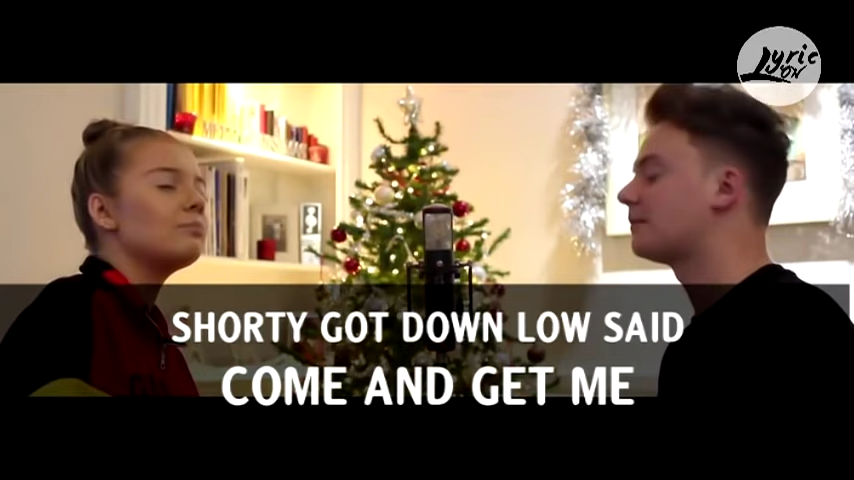 Lyric
ON
SHORTY GOT DOWN LOW SAID
COME AND GET ME